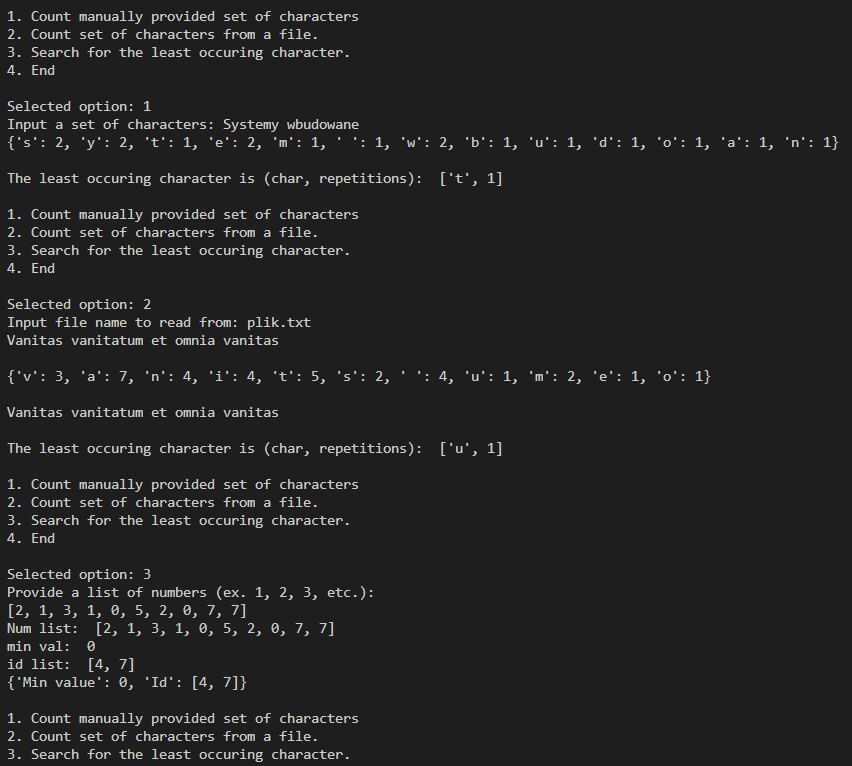 1. Count manually provided set of characters
2. Count set of characters from a file.
3. Search for the least occuring character.
4. End
Selected option: 1
Input a set of characters: Systemy wbudowane
{'s': 2, 'y': 2, 't': 1, 'e': 2, 'm': 1, ' ': 1, 'w': 2, 'b': 1, 'u': 1, 'd': 1, 'o': 1, 'a': 1, 'n': 1}
The least occuring character is (char, repetitions):  ['t', 1]
1. Count manually provided set of characters
2. Count set of characters from a file.
3. Search for the least occuring character.
4. End
Selected option: 2
Input file name to read from: plik.txt
Vanitas vanitatum et omnia vanitas
{'v': 3, 'a': 7, 'n': 4, 'i': 4, 't': 5, 's': 2, ' ': 4, 'u': 1, 'm': 2, 'e': 1, 'o': 1}
Vanitas vanitatum et omnia vanitas
The least occuring character is (char, repetitions):  ['u', 1]
1. Count manually provided set of characters
2. Count set of characters from a file.
3. Search for the least occuring character.
4. End
Selected option: 3
Provide a list of numbers (ex. 1, 2, 3, etc.):
[2, 1, 3, 1, 0, 5, 2, 0, 7, 7]
Num list:  [2, 1, 3, 1, 0, 5, 2, 0, 7, 7]
min val:  0
id list:  [4, 7]
{'Min value': 0, 'Id': [4, 7]}
1. Count manually provided set of characters
2. Count set of characters from a file.
3. Search for the least occuring character.